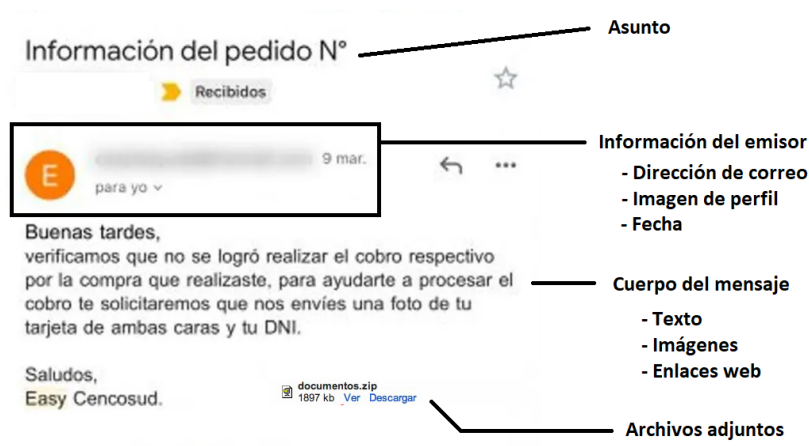 Asunto
Información del pedido N°
Recibidos
Información del emisor
- Dirección de correo
- Imagen de perfil
- Fecha
E
9 mar.
para yo
Buenas tardes,
verificamos que no se logró realizar el cobro respectivo
por la compra que realizaste, para ayudarte a procesar el
cobro te solicitaremos que nos envíes una foto de tu
tarjeta de ambas caras y tu DNI.
Cuerpo del mensaje
- Texto
- Imágenes
- Enlaces web
Saludos,
Easy Cencosud.
documentos.zip
1897 kb Ver Descargar
Archivos adjuntos